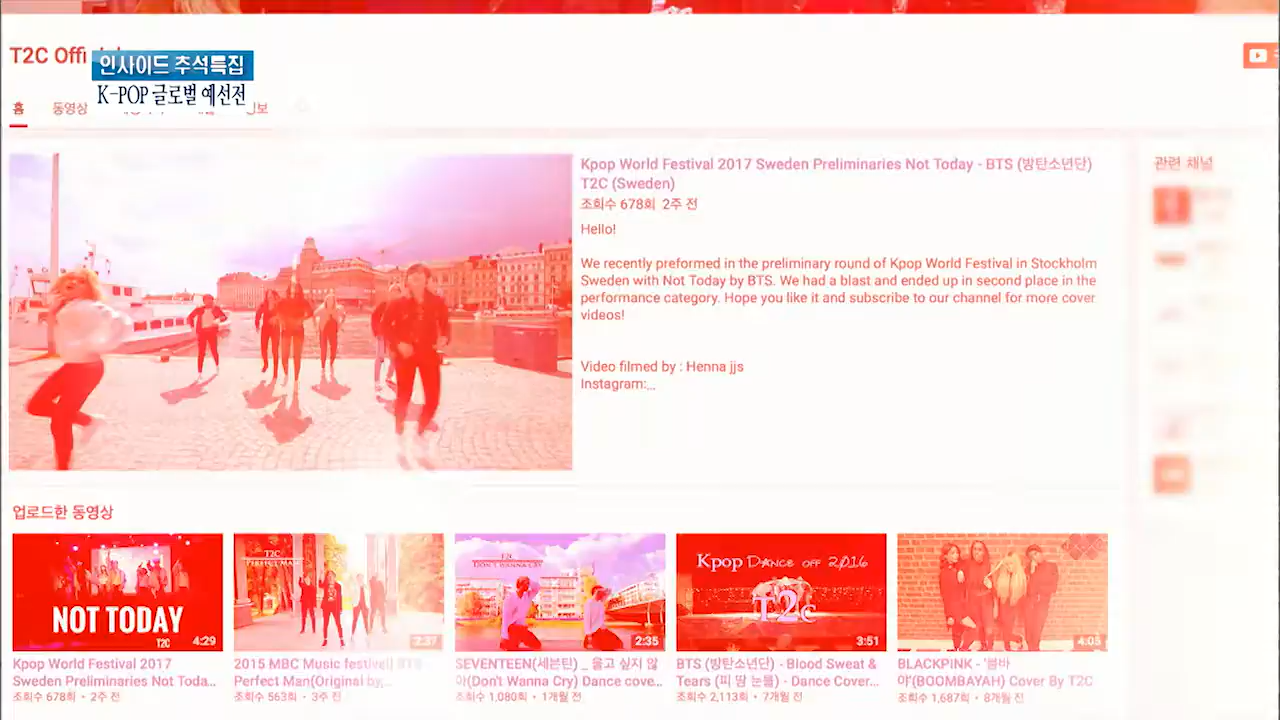 T2C Offi
인사이드 추석특집
K-POP 글로벌 예선전
홈
동영상
Kpop World Festival 2017 Sweden Preliminaries Not Today - BTS (방탄소년단)
T2C (Sweden)
조회수 678회 2주 전
Hello!
We recently preformed in the preliminary round of Kpop World Festival in Stockholm
Sweden with Not Today by BTS. We had a blast and ended up in second place in the
performance category. Hope you like it and subscribe to our channel for more cover
videos!
Video filmed by : Henna jjs
Instagram:...
관련 채널
업로드한 동영상
NOT TODAY
T2C
4:29
Kpop World Festival 2017
Sweden Preliminaries Not Toda...
조회수 678회 • 2주 전
T2C
PERFECT MAN
2:37
2015 MBC Music festival) BTS
Perfect Man(Original by,...
조회수 563회 • 3주 전
T2C
DON'T WANNA CRY
2:35
SEVENTEEN(세븐틴) _ 울고 싶지 않
아(Don't Wanna Cry) Dance cove...
조회수 1,080회 • 1개월 전
Kpop DANCE OFF 2016
T2C
3:51
BTS (방탄소년단) - Blood Sweat &
Tears (피 땀 눈물) - Dance Cover...
조회수 2,113회 • 7개월 전
4:05
BLACKPINK - '붐바
야'(BOOMBAYAH) Cover By T2C
조회수 1,687회 • 8개월 전